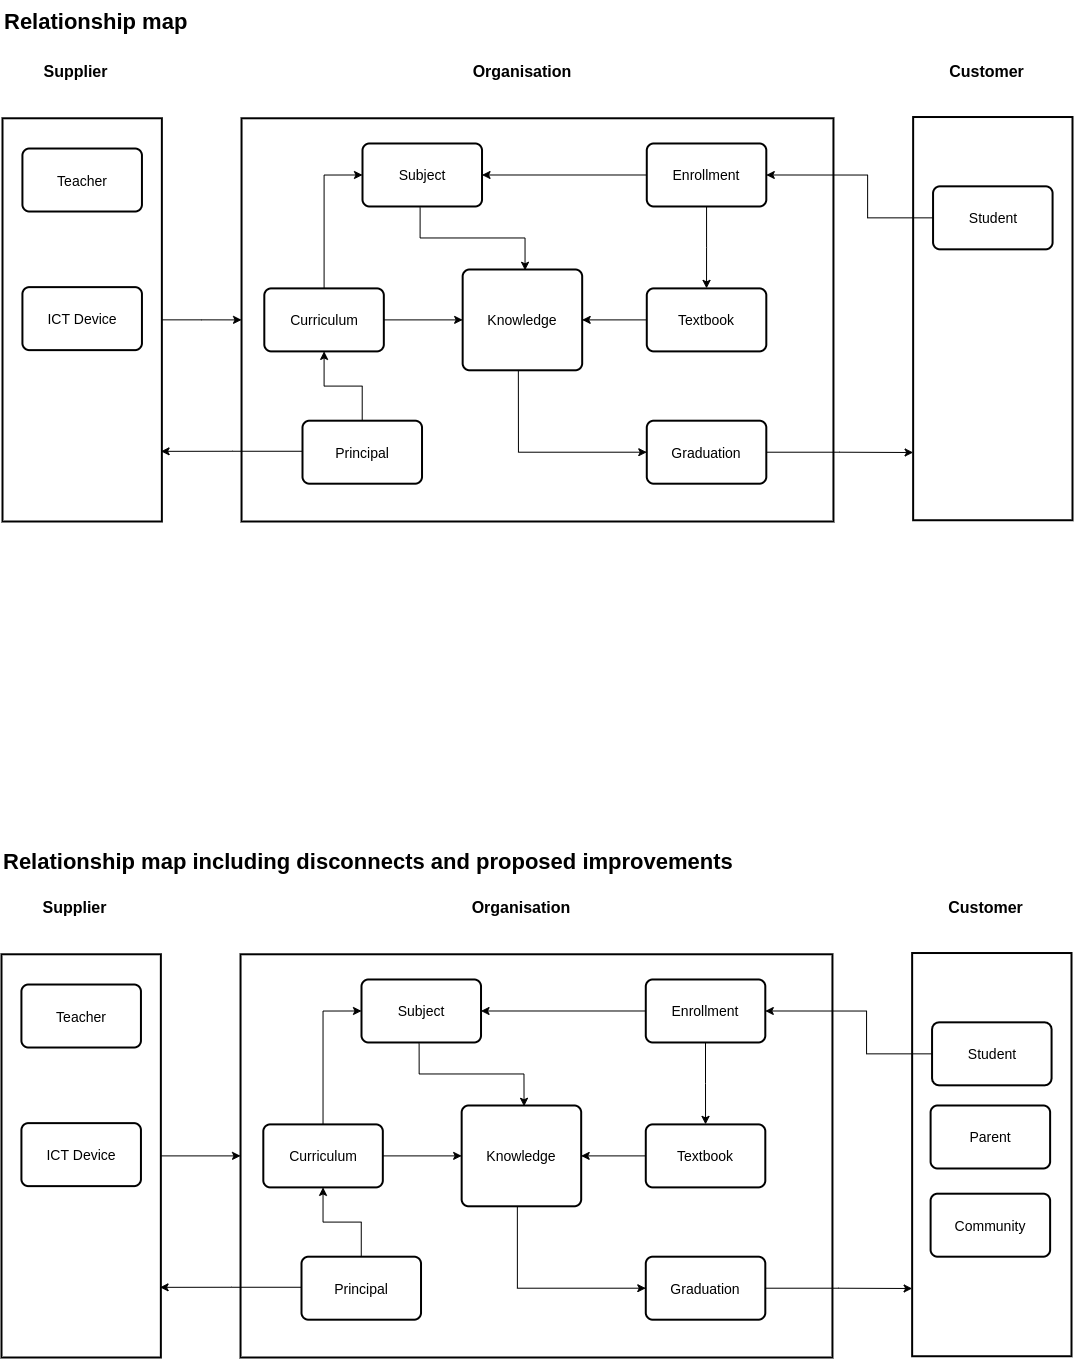 Relationship map
Supplier
Organisation
Customer
Teacher
Subject
Enrollment
Student
ICT Device
Curriculum
Knowledge
Textbook
Principal
Graduation
Relationship map including disconnects and proposed improvements
Supplier
Organisation
Customer
Teacher
Subject
Enrollment
Student
Parent
ICT Device
Curriculum
Knowledge
Textbook
Community
Principal
Graduation